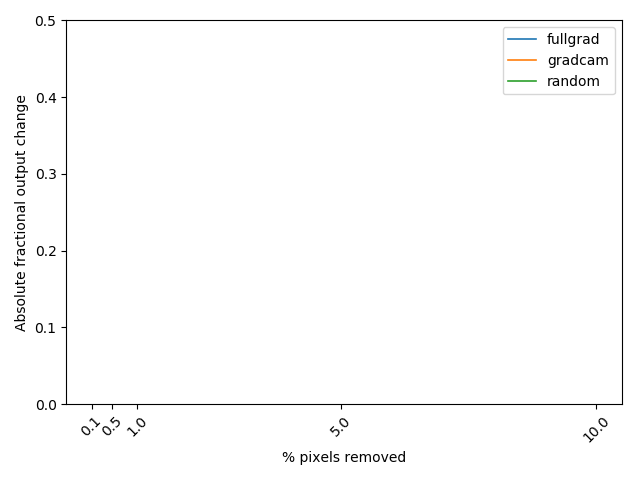 0.5
fullgrad
gradcam
random
0.4
0.3
0.2
0.1
0.0
Absolute fractional output change
0.1 0.5 1.0 5.0 10.0
% pixels removed